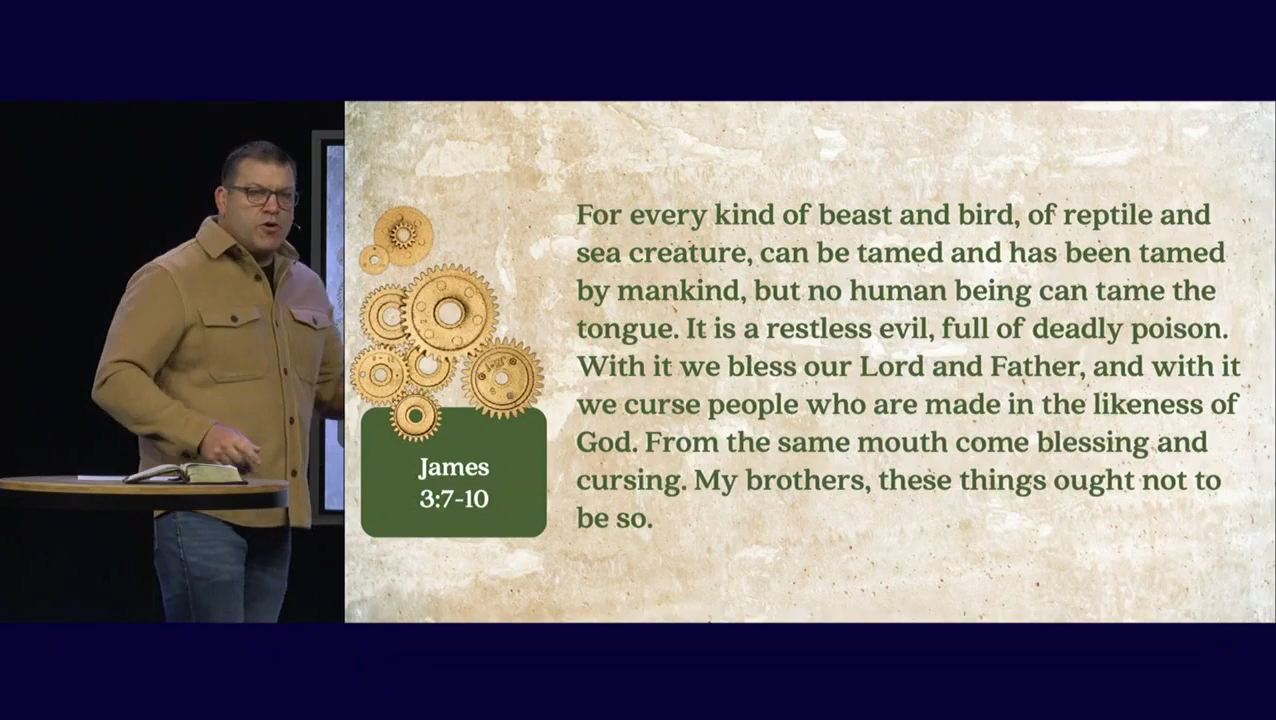 For every kind of beast and bird, of reptile and
sea creature, can be tamed and has been tamed
by mankind, but no human being can tame the
tongue. It is a restless evil, full of deadly poison.
With it we bless our Lord and Father, and with it
we curse people who are made in the likeness of
God. From the same mouth come blessing and
cursing. My brothers, these things ought not to
be so.
James
3:7-10